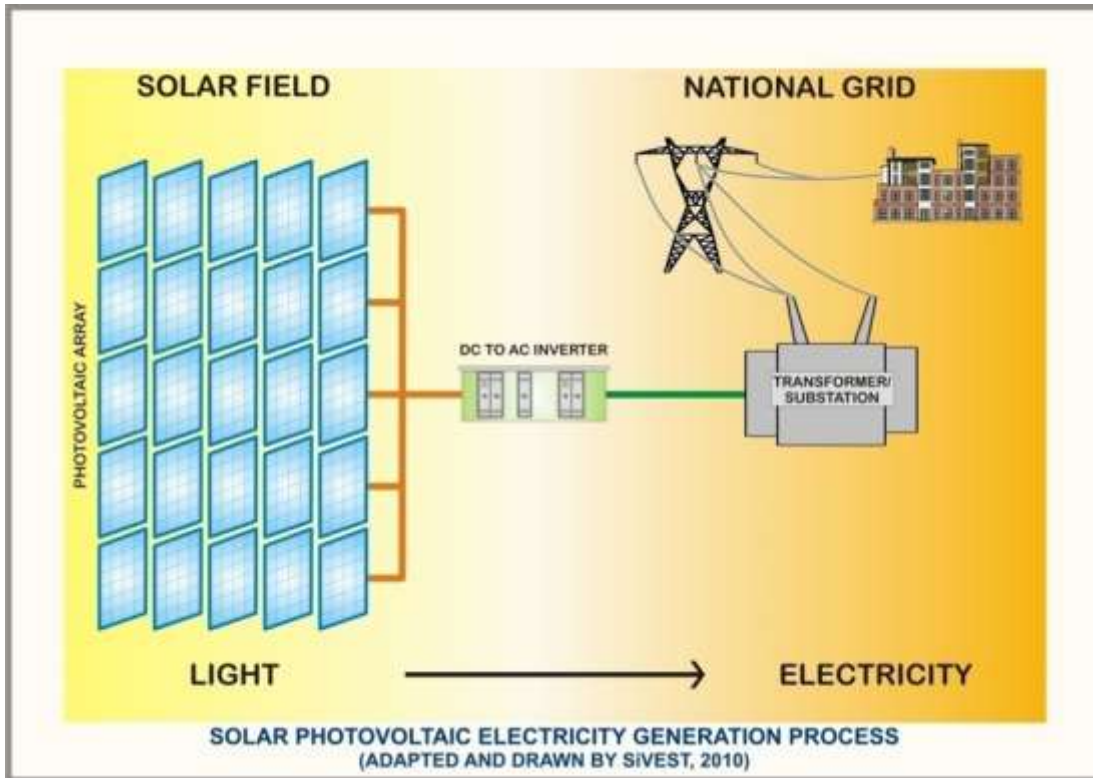 SOLAR FIELD
NATIONAL GRID
PHOTOVOLTAIC ARRAY
DC TO AC INVERTER
TRANSFORMER/
SUBSTATION
LIGHT
ELECTRICITY
SOLAR PHOTOVOLTAIC ELECTRICITY GENERATION PROCESS
(ADAPTED AND DRAWN BY SiVEST, 2010)